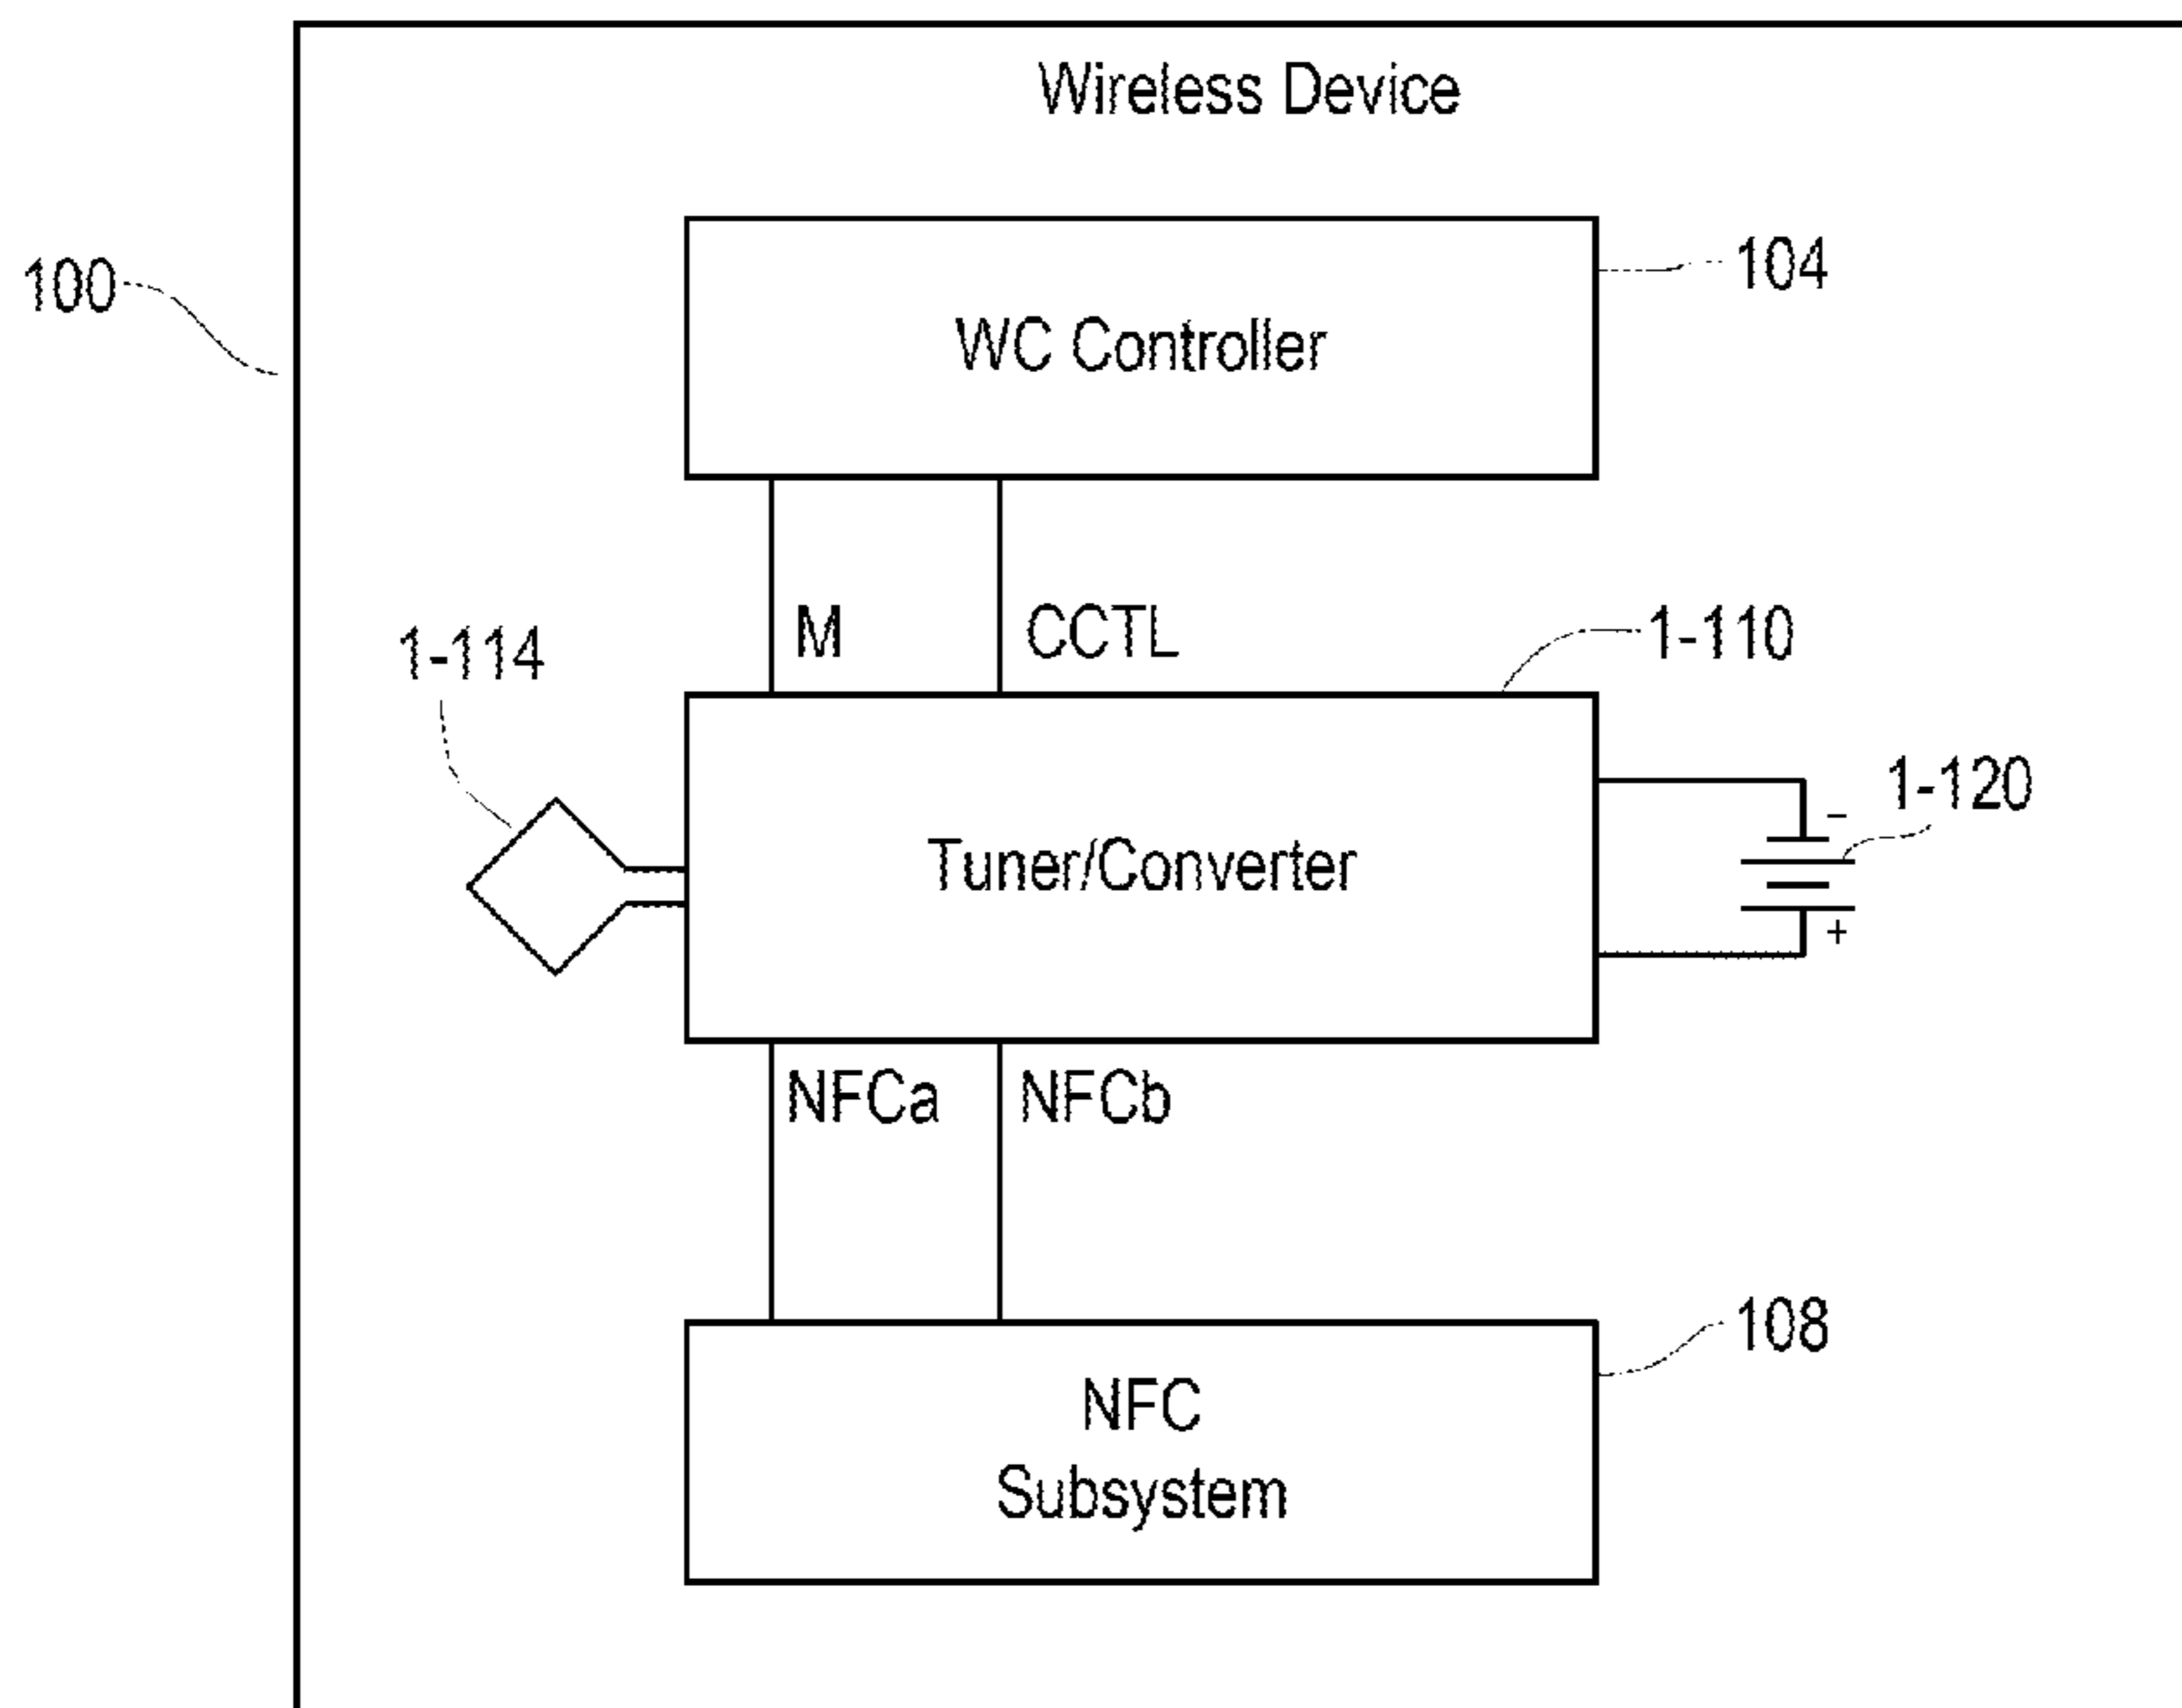 Wireless Device
100
104
WC Controller
M
CCTL
1-110
1-114
1-120
−
Tuner/Converter
+
NFCa
NFCb
108
NFC
Subsystem